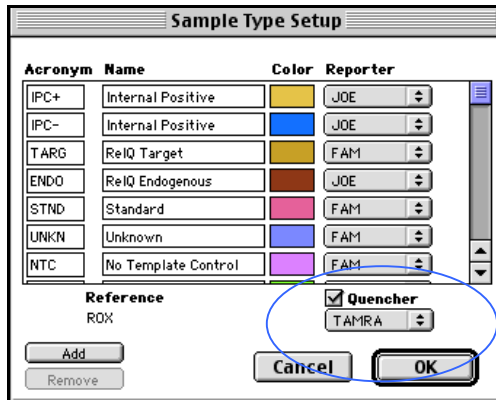 Sample Type Setup
Acronym Name Color Reporter
IPC+ Internal Positive JOE
IPC- Internal Positive JOE
TARG RelQ Target FAM
ENDO RelQ Endogenous JOE
STND Standard FAM
UNKN Unknown FAM
NTC No Template Control FAM
Reference Quencher
ROX TAMRA
Add Cancel OK
Remove